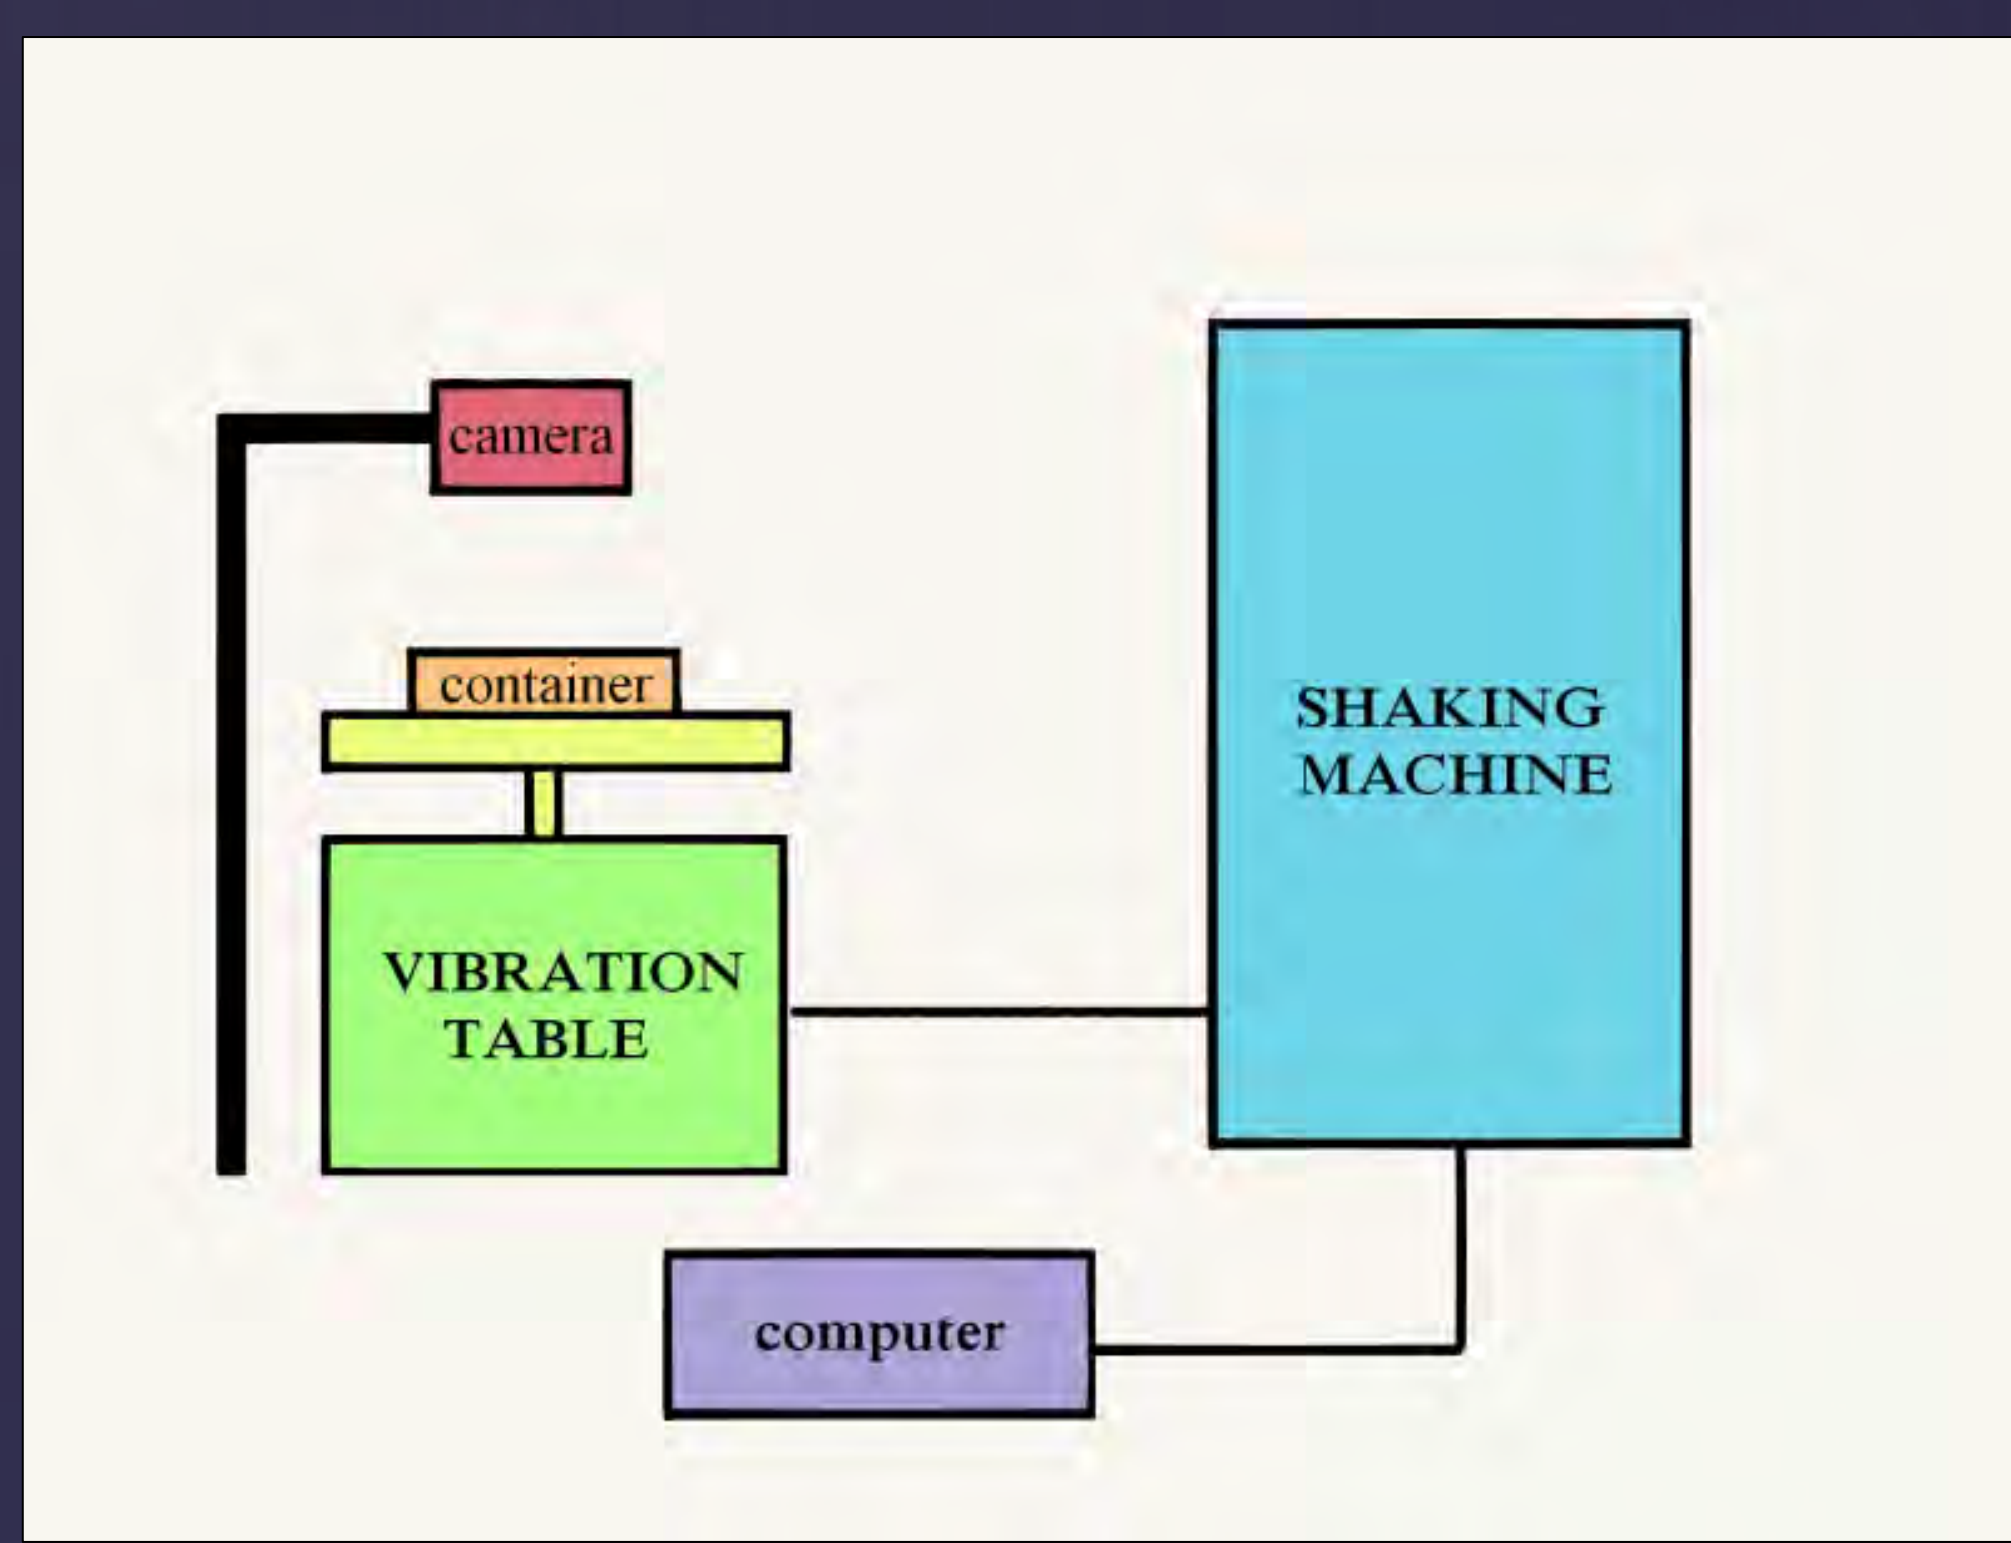 camera
container
SHAKING
MACHINE
VIBRATION
TABLE
computer